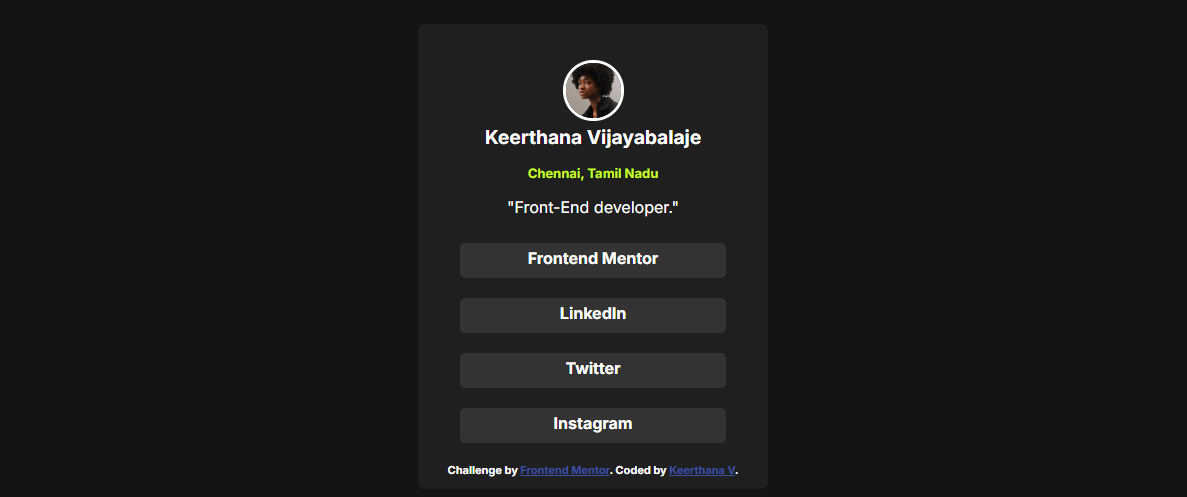 Keerthana Vijayabalaje
Chennai, Tamil Nadu
"Front-End developer."
Frontend Mentor
LinkedIn
Twitter
Instagram
Challenge by Frontend Mentor. Coded by Keerthana V.